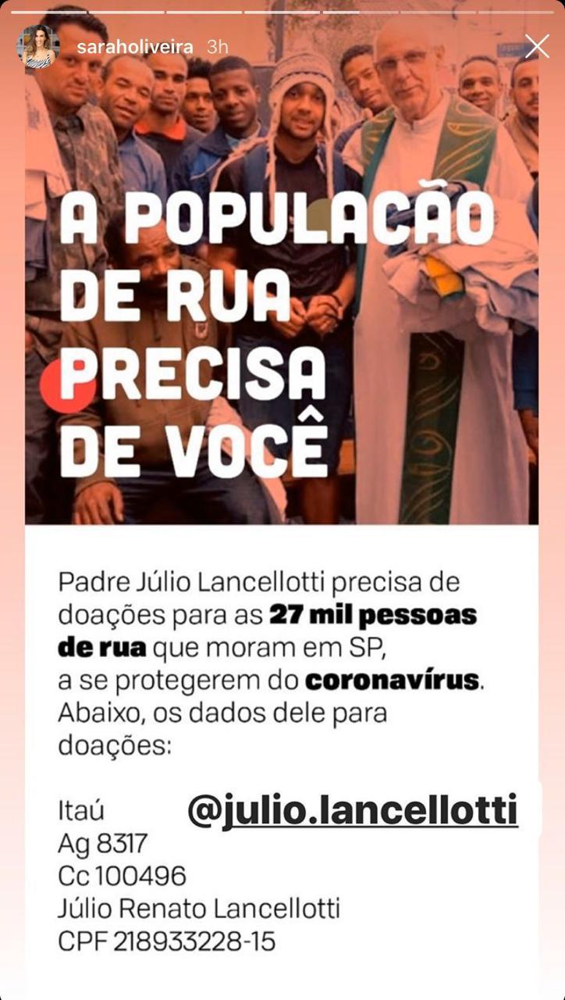 saraholiveira 3h
A POPULAÇÃO
DE RUA
PRECISA
DE VOCÊ
Padre Júlio Lancellotti precisa de
doações para as 27 mil pessoas
de rua que moram em SP,
a se protegerem do coronavírus.
Abaixo, os dados dele para
doações:
@julio.lancellotti
Itaú
Ag 8317
Cc 100496
Júlio Renato Lancellotti
CPF 218933228-15